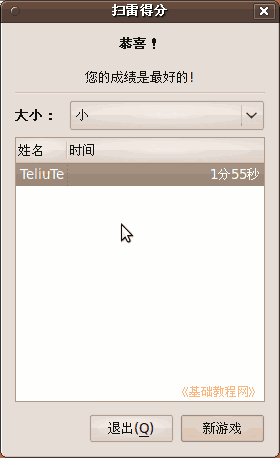 扫雷得分
恭喜！
您的成绩是最好的!
大小： 小
姓名 时间
TeliuTe 1分55秒
《基础教程网》
退出(Q) 新游戏